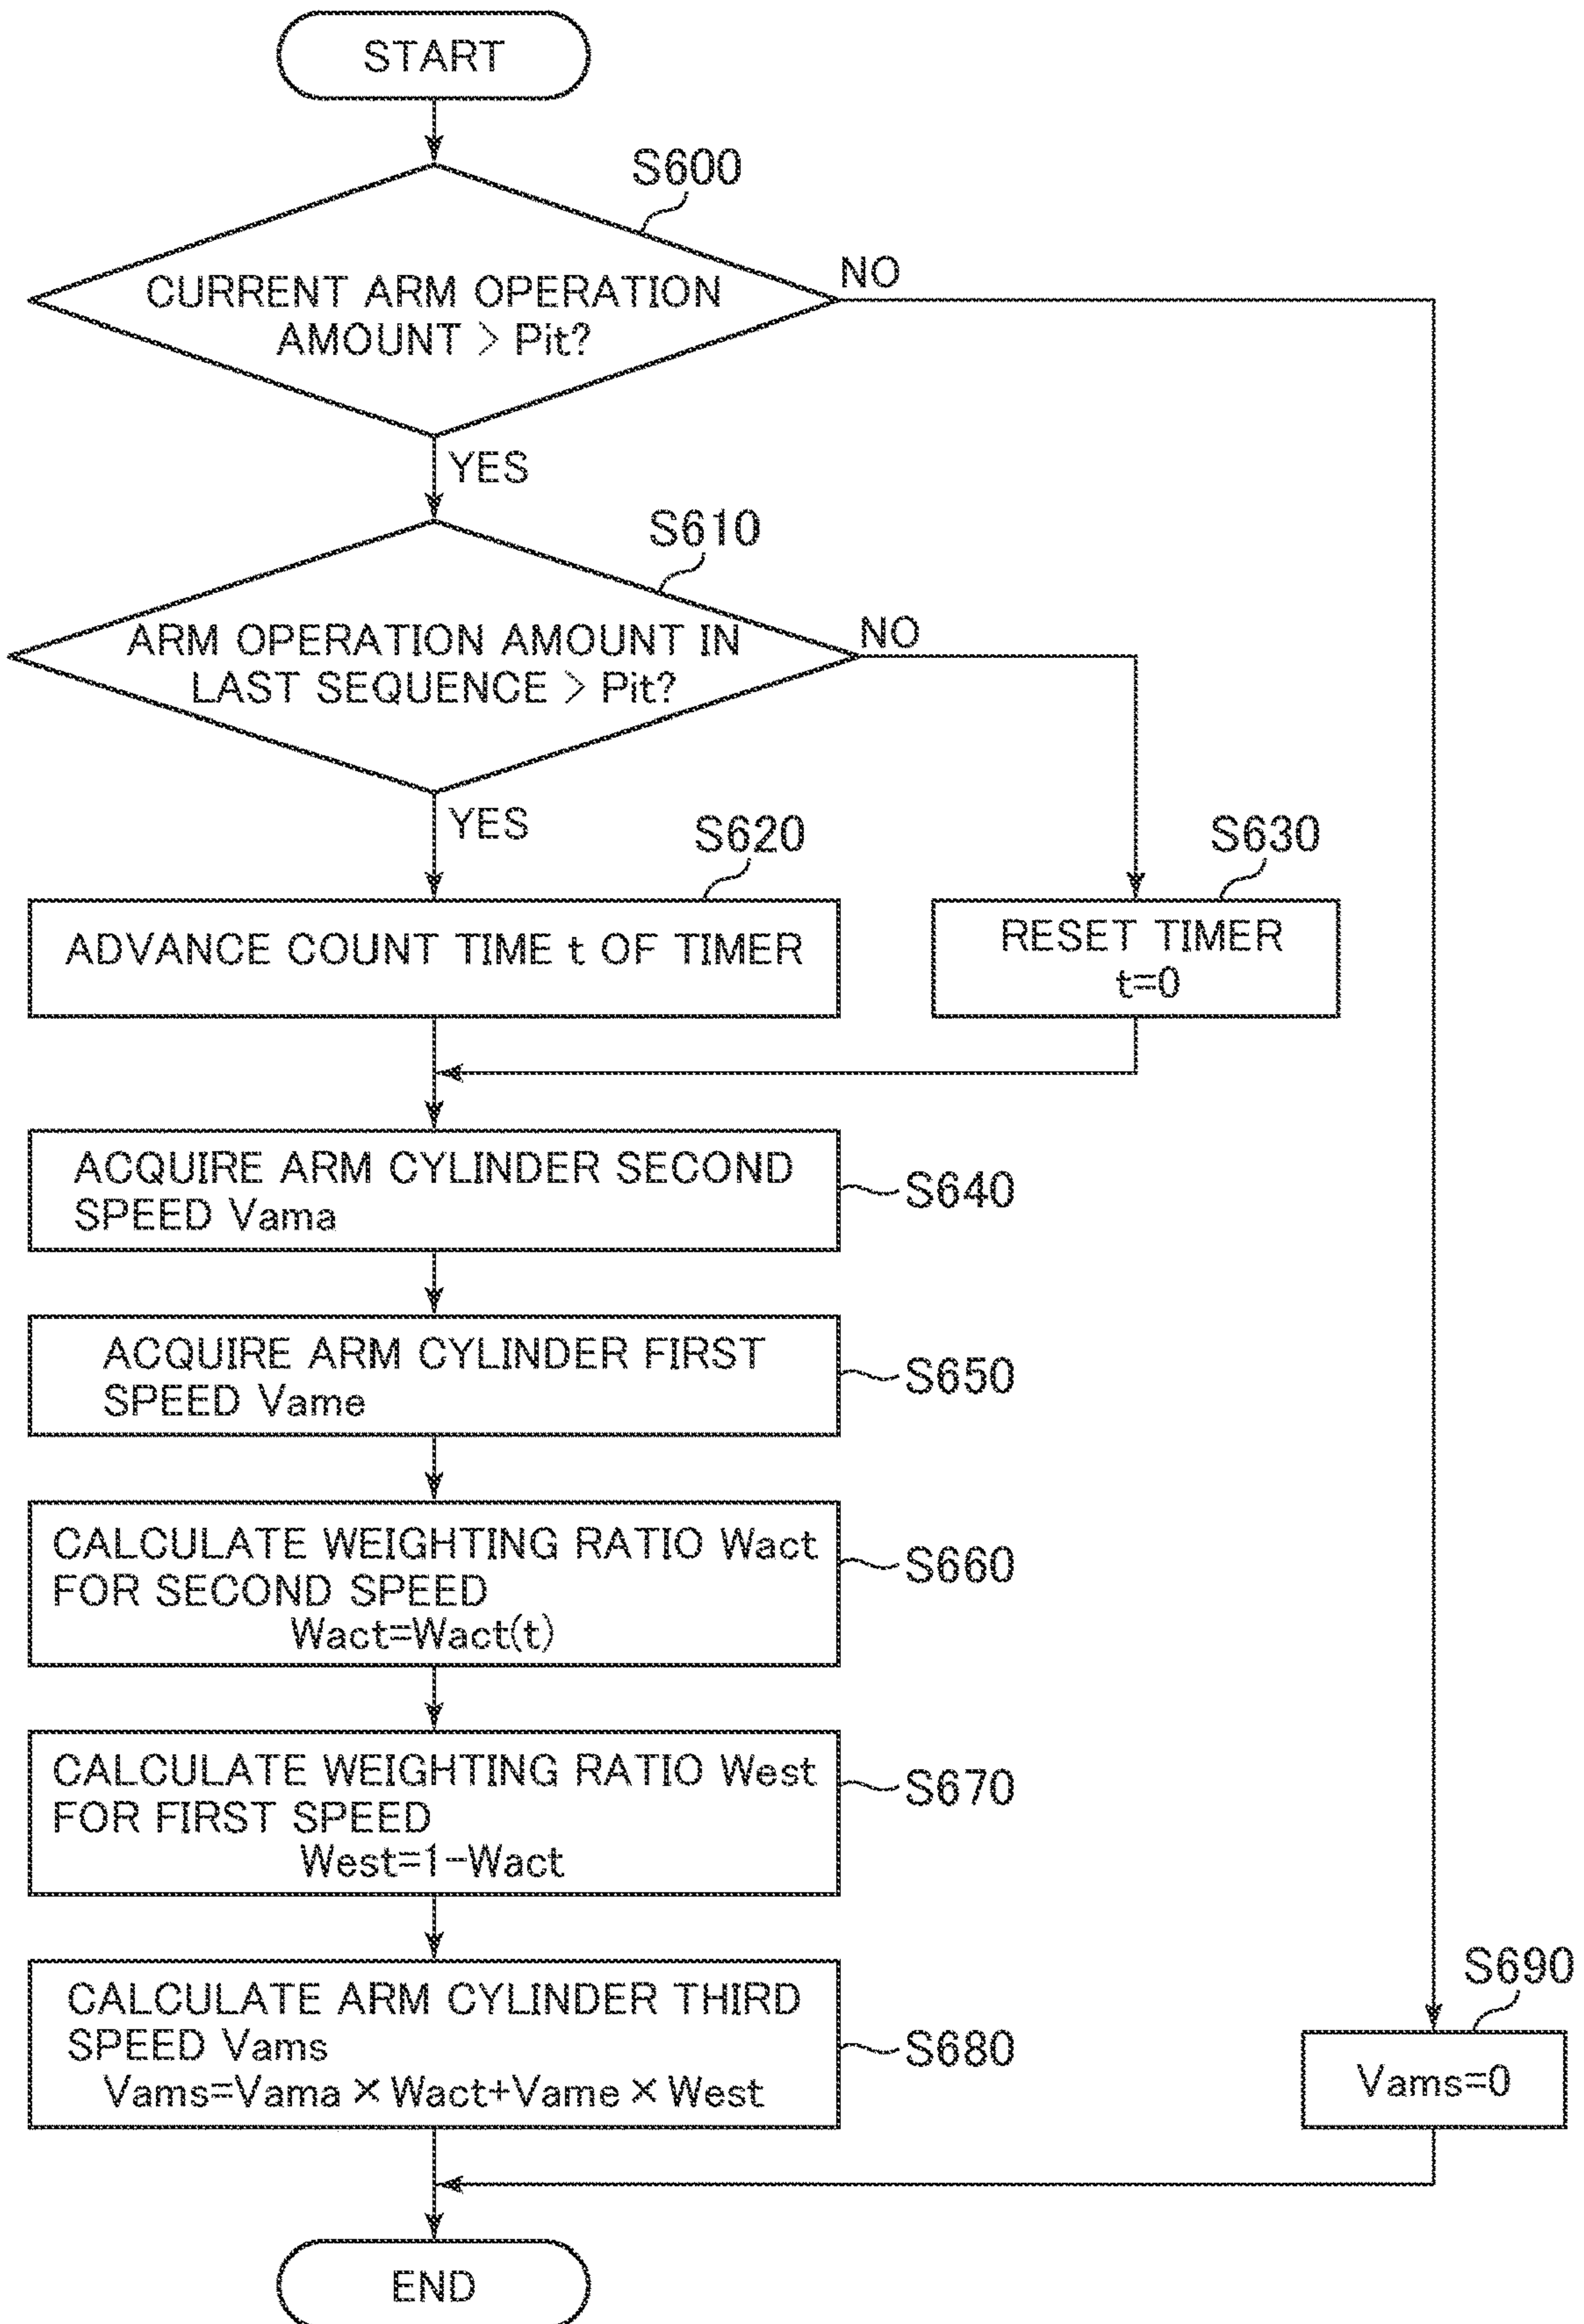 START
S600
CURRENT ARM OPERATION
AMOUNT > Pit?
NO
YES
S610
ARM OPERATION AMOUNT IN
LAST SEQUENCE > Pit?
NO
YES
S620
ADVANCE COUNT TIME t OF TIMER
S630
RESET TIMER
t=0
ACQUIRE ARM CYLINDER SECOND
SPEED Vama
S640
ACQUIRE ARM CYLINDER FIRST
SPEED Vame
S650
CALCULATE WEIGHTING RATIO Wact
FOR SECOND SPEED
Wact=Wact(t)
S660
CALCULATE WEIGHTING RATIO West
FOR FIRST SPEED
West=1-Wact
S670
CALCULATE ARM CYLINDER THIRD
SPEED Vams
Vams=Vama × Wact+Vame × West
S680
S690
Vams=0
END